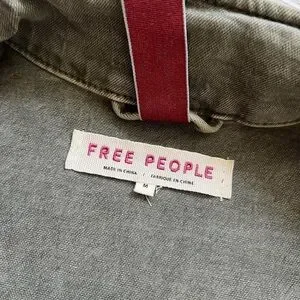 FREE PEOPLE
MADE IN CHINA / FABRIQUÉ EN CHINE
M